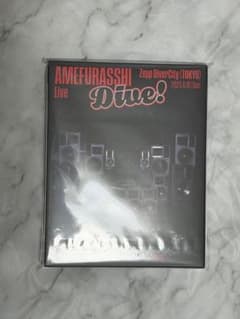 AMEFURASSHI
Live
Dive!
Zepp DiverCity (TOKYO)